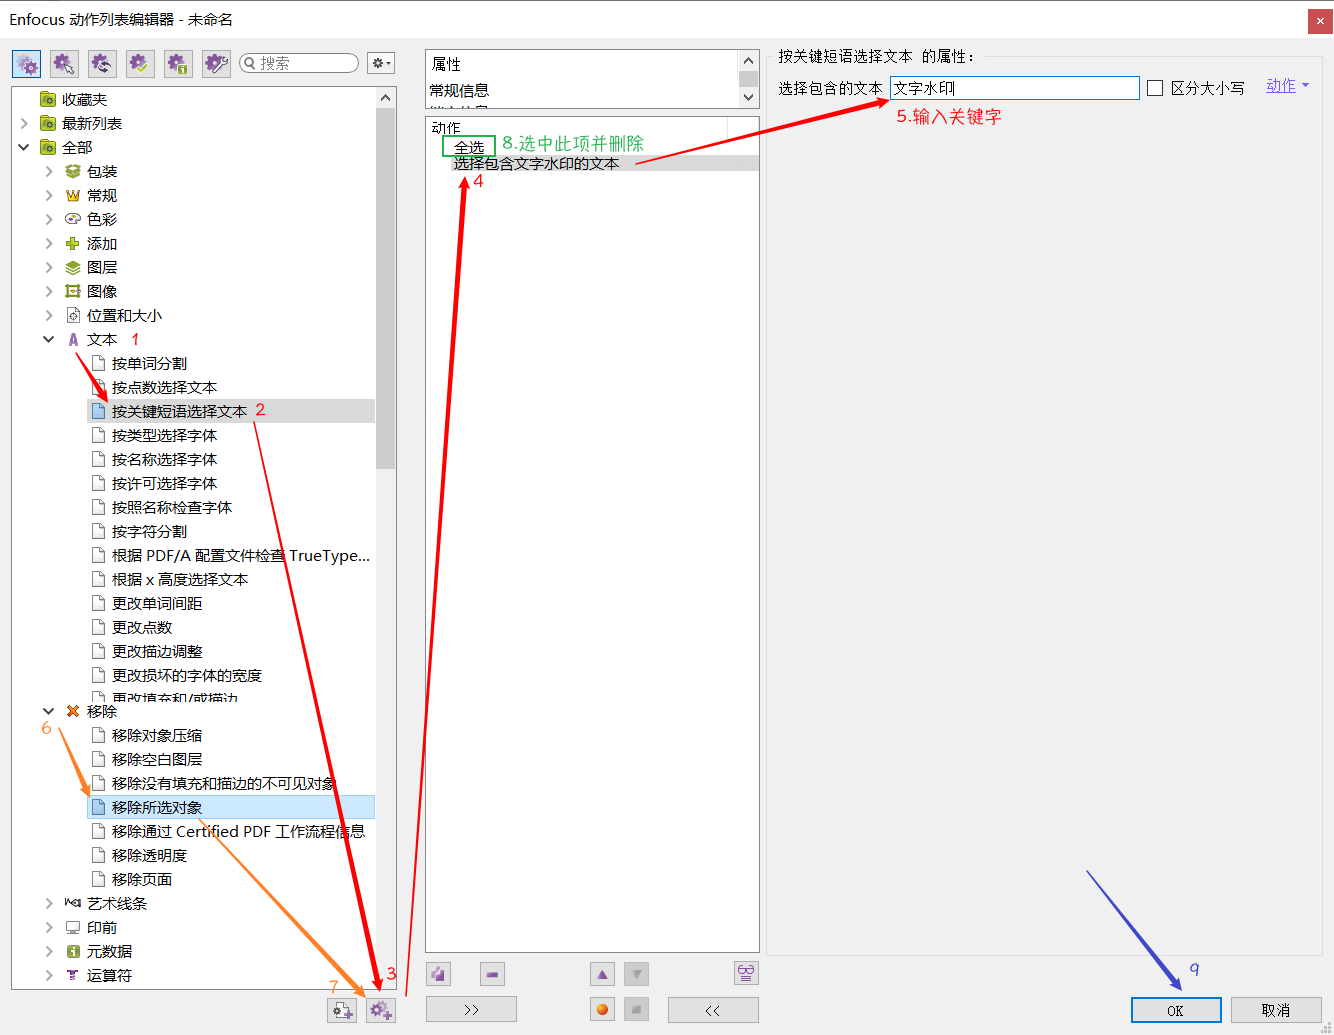 Enfocus 动作列表编辑器 - 未命名
搜索
收藏夹
最新列表
全部
包装
常规
色彩
添加
图层
图像
位置和大小
文本 1
按单词分割
按点数选择文本
按关键短语选择文本 2
按类型选择字体
按名称选择字体
按许可选择字体
按照名称检查字体
按字符分割
根据 PDF/A 配置文件检查 TrueType...
根据 x 高度选择文本
更改单词间距
更改点数
更改描边调整
更改损坏的字体的宽度
更改填充和/或描边
移除
6
移除对象压缩
移除空白图层
移除没有填充和描边的不可见对象
移除所选对象
移除通过 Certified PDF 工作流程信息
移除透明度
移除页面
艺术线条
印前
元数据
运算符
3
7
属性
常规信息
动作
全选 8.选中此项并删除
选择包含文字水印的文本
4
>>
<<
按关键短语选择文本 的属性：
选择包含的文本 文字水印 区分大小写 动作
5.输入关键字
9
OK 取消